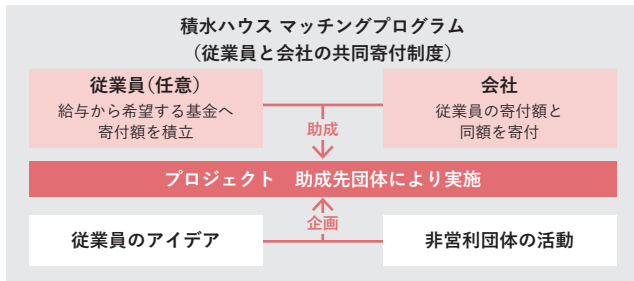 積水ハウス マッチングプログラム
（従業員と会社の共同寄付制度）
従業員（任意）
給与から希望する基金へ
寄付額を積立
会社
従業員の寄付額と
同額を寄付
助成
プロジェクト　助成先団体により実施
企画
従業員のアイデア
非営利団体の活動